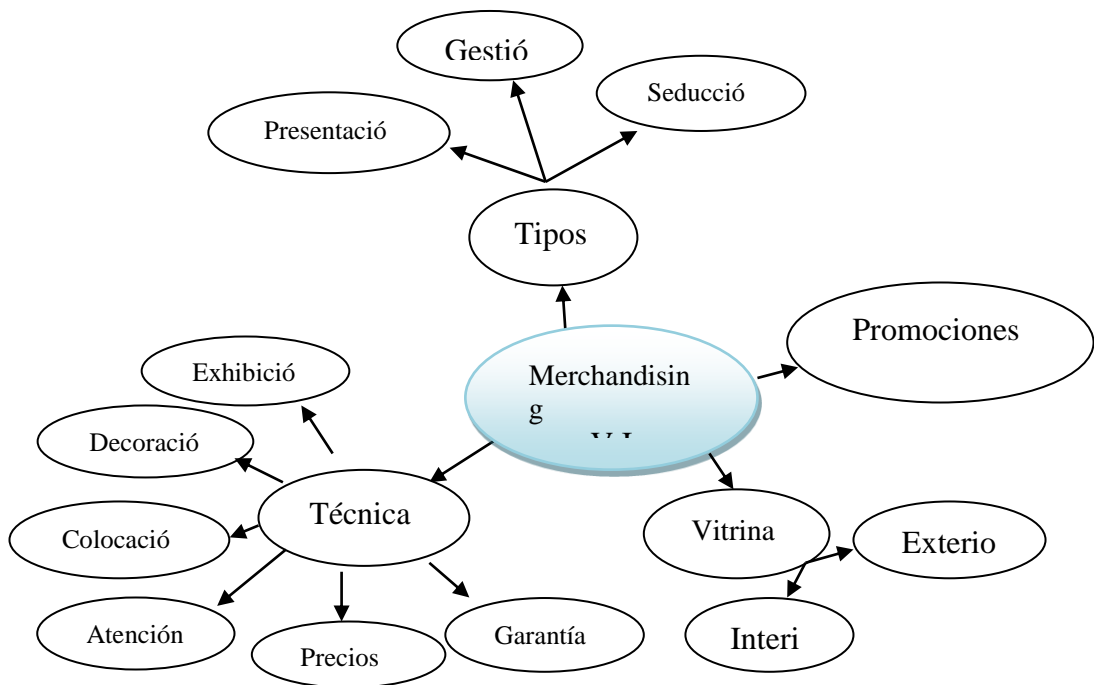 Gestió
Seducció
Presentació
Tipos
Promociones
Exhibició
Merchandisin
g
Decoració
Técnica
Vitrina
Exterio
Colocació
Atención
Precios
Garantía
Interi